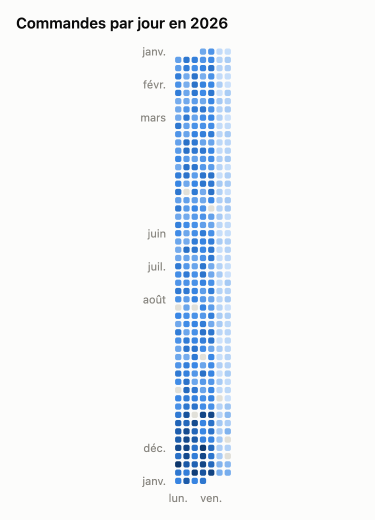 Commandes par jour en 2026
janv.
févr.
mars
juin
juil.
août
déc.
janv.
lun. ven.